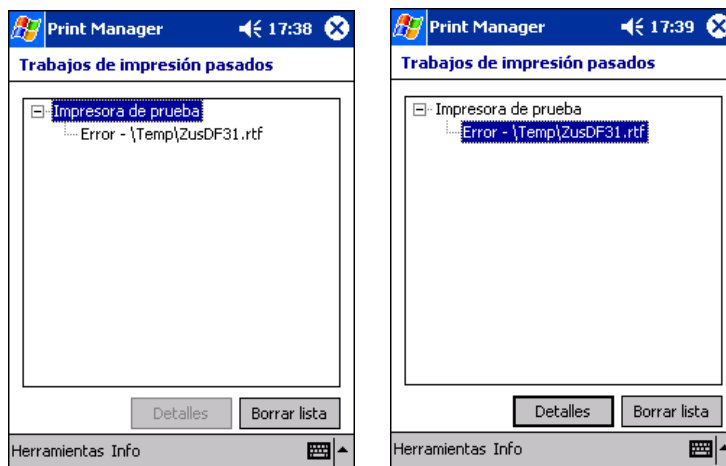 Print Manager 17:38
Trabajos de impresión pasados
Impresora de prueba
Error - \Temp\ZusDF31.rtf
Detalles Borrar lista
Herramientas Info
Print Manager 17:39
Trabajos de impresión pasados
Impresora de prueba
Error - \Temp\ZusDF31.rtf
Detalles Borrar lista
Herramientas Info